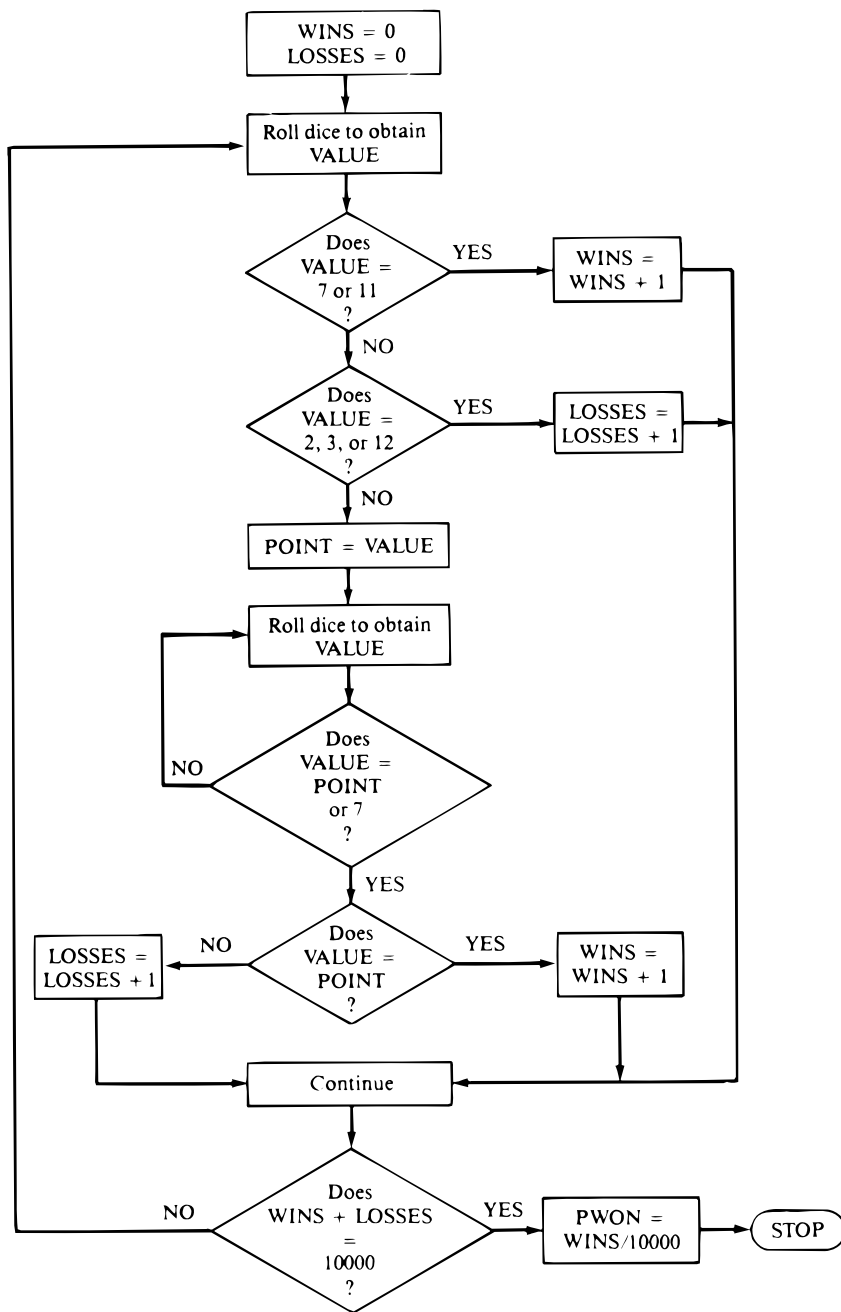 WINS = 0
LOSSES = 0
Roll dice to obtain
VALUE
Does
VALUE =
7 or 11
?
YES
WINS =
WINS + 1
NO
Does
VALUE =
2, 3, or 12
?
YES
LOSSES =
LOSSES + 1
NO
POINT = VALUE
Roll dice to obtain
VALUE
Does
VALUE =
POINT
or 7
?
NO
YES
Does
VALUE =
POINT
?
NO
LOSSES =
LOSSES + 1
YES
WINS =
WINS + 1
Continue
Does
WINS + LOSSES
=
10000
?
NO
YES
PWON =
WINS/10000
STOP